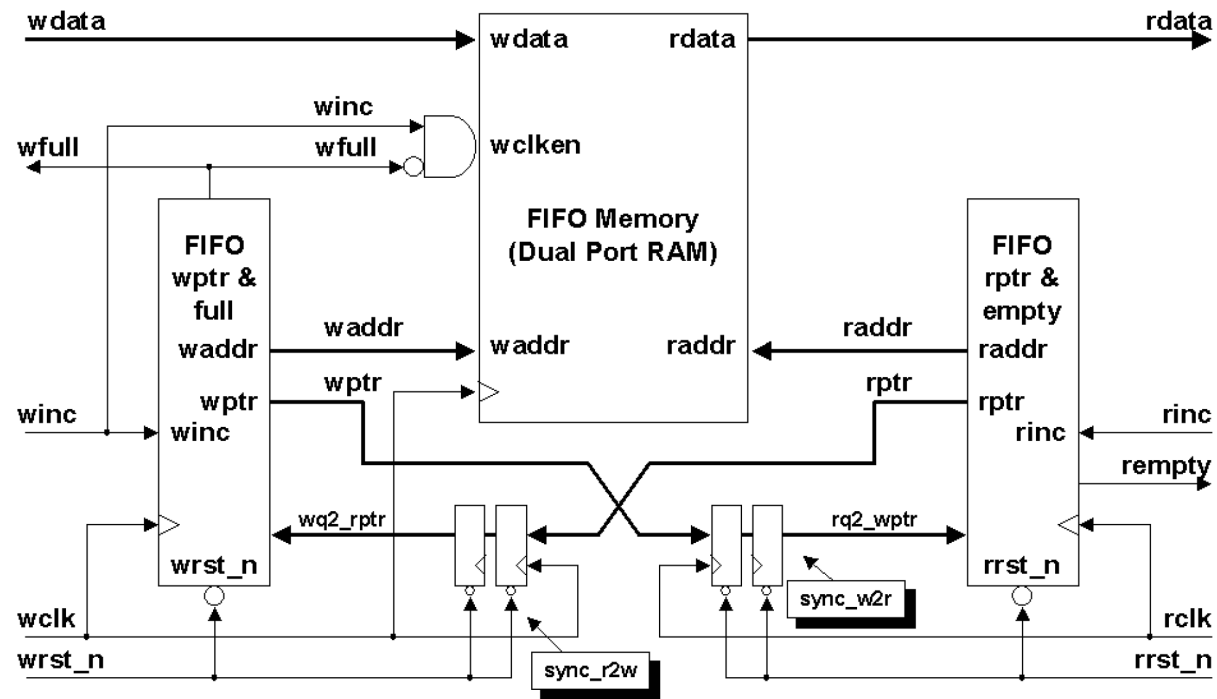 wdata
rdata
wdata rdata
winc
wclken
wfull
wfull
FIFO Memory
(Dual Port RAM)
FIFO
wptr &
full
FIFO
rptr &
empty
waddr
waddr
waddr
raddr
raddr
raddr
wptr
wptr
rptr
rptr
winc
winc
rinc
rinc
rempty
wq2_rptr
rq2_wptr
wrst_n
rrst_n
sync_w2r
wclk
rclk
wrst_n
sync_r2w
rrst_n